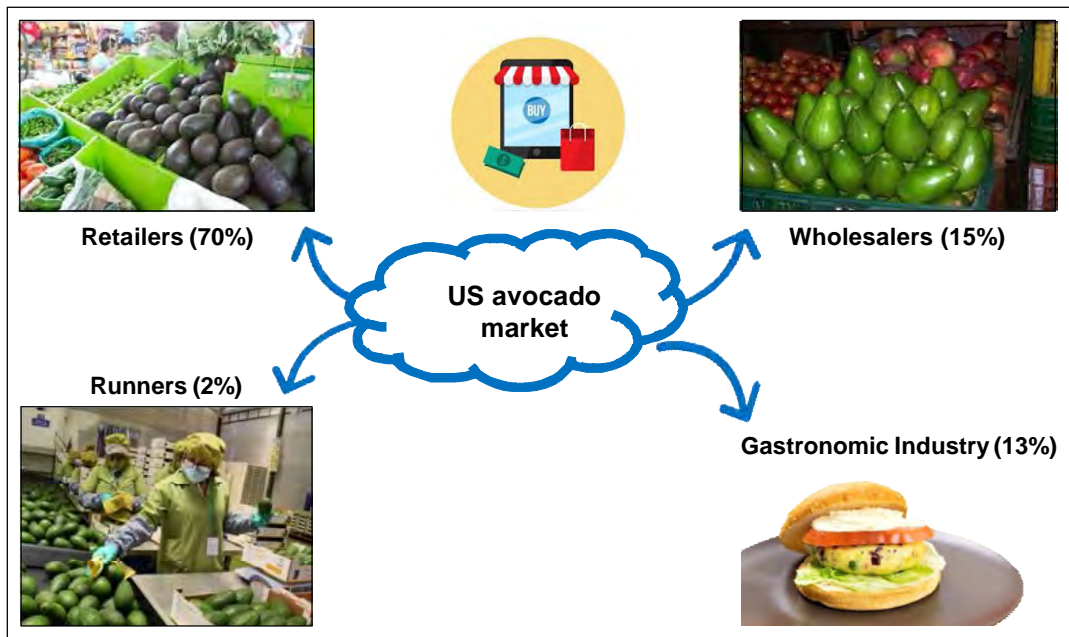 BUY
Retailers (70%)
Wholesalers (15%)
US avocado
market
Runners (2%)
Gastronomic Industry (13%)